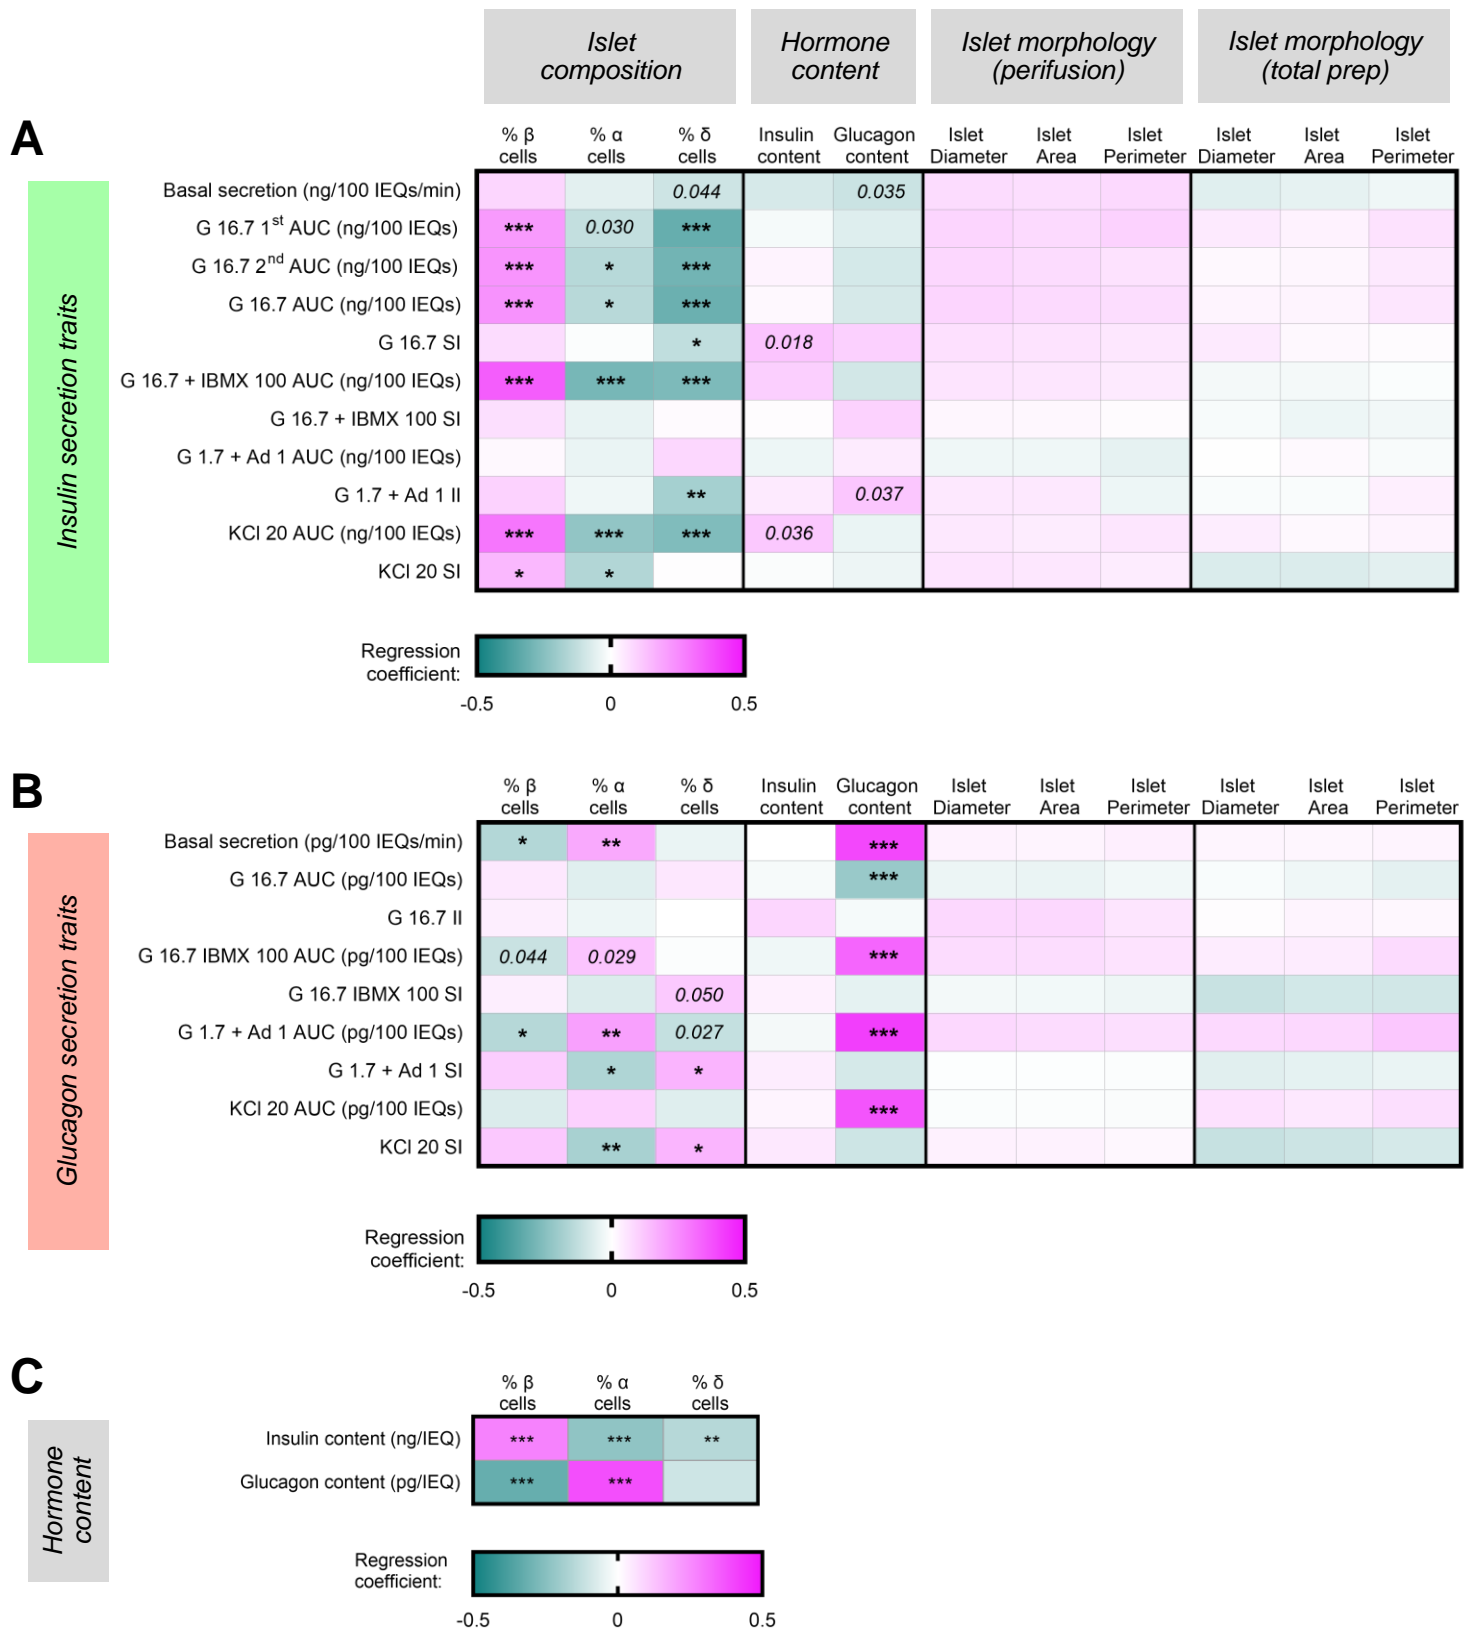 Islet
composition
Hormone
content
Islet morphology
(perifusion)
Islet morphology
(total prep)
A
Insulin secretion traits
% β
cells
% α
cells
% δ
cells
Insulin
content
Glucagon
content
Islet
Diameter
Islet
Area
Islet
Perimeter
Islet
Diameter
Islet
Area
Islet
Perimeter
Basal secretion (ng/100 IEQs/min) 0.044 0.035
G 16.7 1st AUC (ng/100 IEQs) *** 0.030 ***
G 16.7 2nd AUC (ng/100 IEQs) *** * ***
G 16.7 AUC (ng/100 IEQs) *** * ***
G 16.7 SI * 0.018
G 16.7 + IBMX 100 AUC (ng/100 IEQs) *** *** ***
G 16.7 + IBMX 100 SI
G 1.7 + Ad 1 AUC (ng/100 IEQs)
G 1.7 + Ad 1 II ** 0.037
KCl 20 AUC (ng/100 IEQs) *** *** *** 0.036
KCl 20 SI * *
Regression
coefficient:
-0.5 0 0.5
B
Glucagon secretion traits
% β
cells
% α
cells
% δ
cells
Insulin
content
Glucagon
content
Islet
Diameter
Islet
Area
Islet
Perimeter
Islet
Diameter
Islet
Area
Islet
Perimeter
Basal secretion (pg/100 IEQs/min) * ** ***
G 16.7 AUC (pg/100 IEQs) ***
G 16.7 II
G 16.7 IBMX 100 AUC (pg/100 IEQs) 0.044 0.029 ***
G 16.7 IBMX 100 SI 0.050
G 1.7 + Ad 1 AUC (pg/100 IEQs) * ** 0.027 ***
G 1.7 + Ad 1 SI * *
KCl 20 AUC (pg/100 IEQs) ***
KCl 20 SI ** *
Regression
coefficient:
-0.5 0 0.5
C
Hormone
content
% β
cells
% α
cells
% δ
cells
Insulin content (ng/IEQ) *** *** **
Glucagon content (pg/IEQ) *** ***
Regression
coefficient:
-0.5 0 0.5